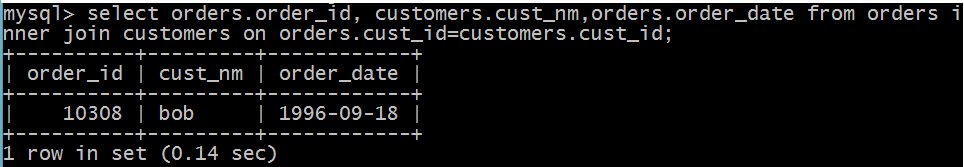 mysql> select orders.order_id, customers.cust_nm,orders.order_date from orders i
nner join customers on orders.cust_id=customers.cust_id;
+----------+---------+------------+
| order_id | cust_nm | order_date |
+----------+---------+------------+
|    10308 | bob     | 1996-09-18 |
+----------+---------+------------+
1 row in set (0.14 sec)